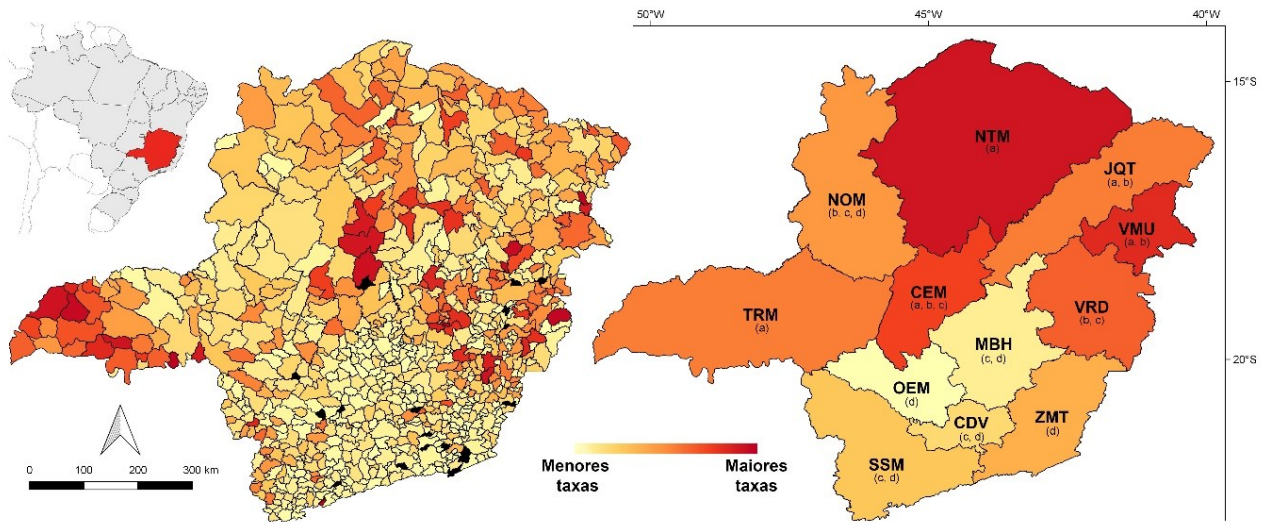 50°W
45°W
40°W
15°S
20°S
NTM
(a)
JQT
(a, b)
NOM
(b, c, d)
VMU
(a, b)
CEM
(a, b, c)
VRD
(b, c)
TRM
(a)
MBH
(c, d)
OEM
(d)
CDV
(c, d)
ZMT
(d)
SSM
(c, d)
0 100 200 300 km
Menores
taxas
Maiores
taxas